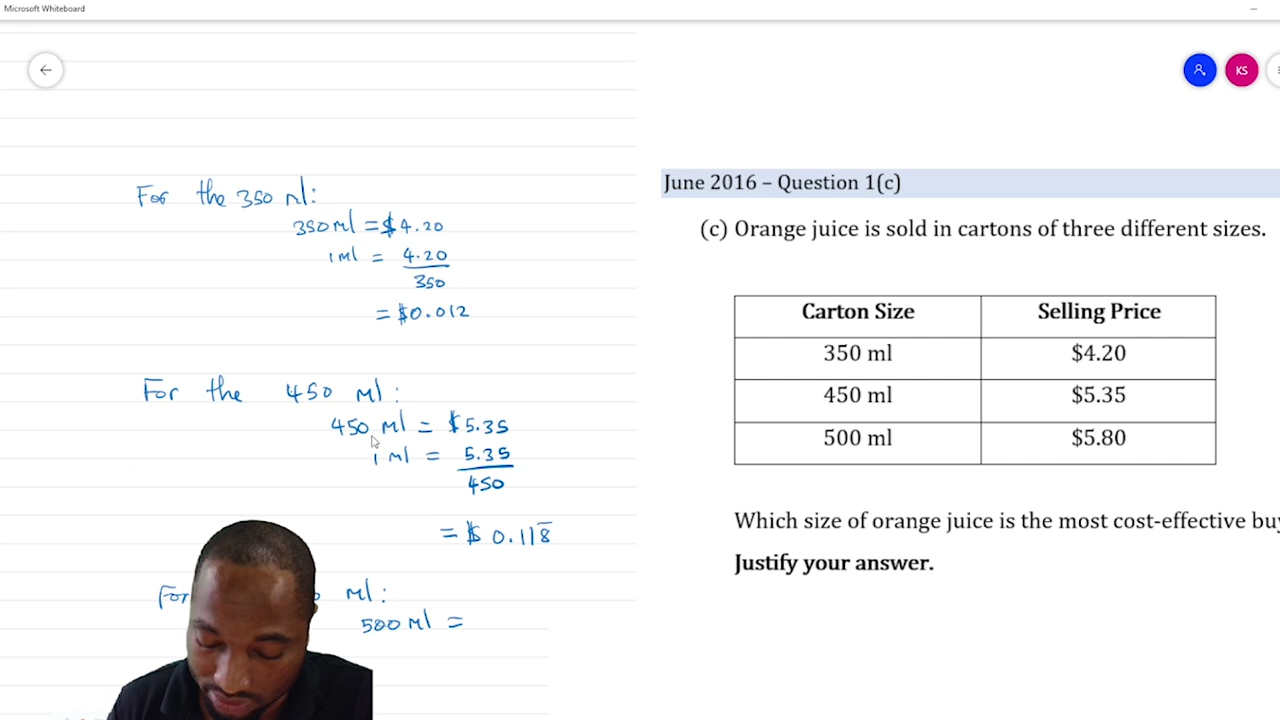 Microsoft Whiteboard
KS
For the 350 ml:
350 ml = $4.20
1 ml = 4.20
350
= $0.012
For the 450 ml:
450 ml = $5.35
1 ml = 5.35
450
= $ 0.118̅
For ml:
500 ml =
June 2016 – Question 1(c)
(c) Orange juice is sold in cartons of three different sizes.
Carton Size Selling Price
350 ml $4.20
450 ml $5.35
500 ml $5.80
Which size of orange juice is the most cost-effective buy
Justify your answer.